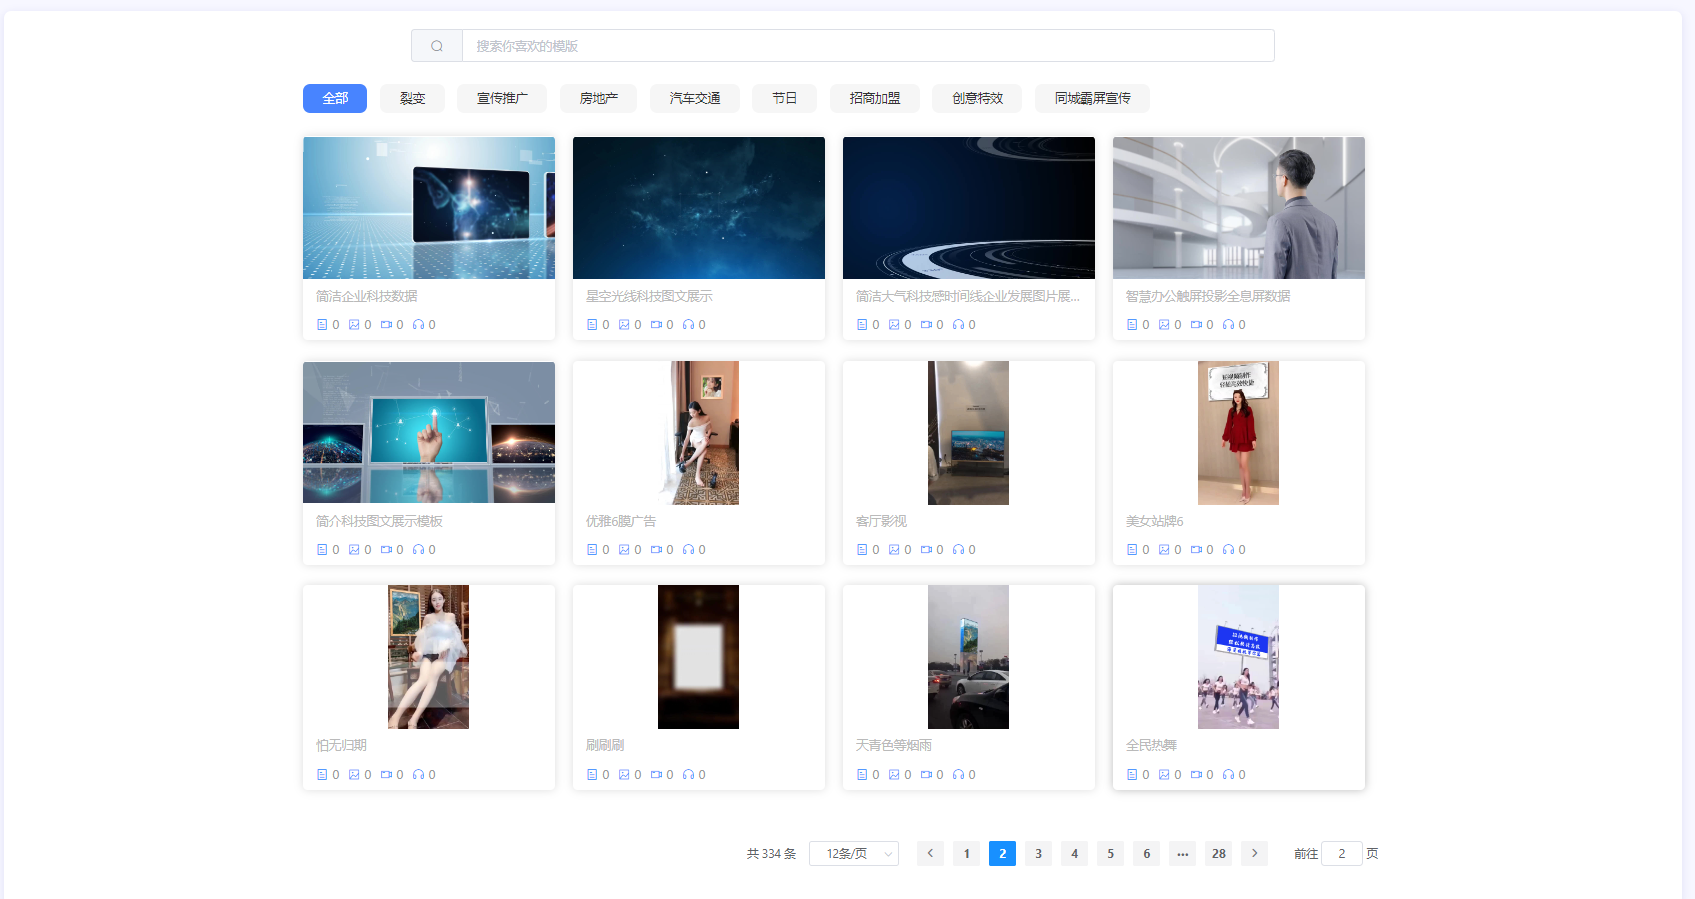 搜索你喜欢的模版
全部 裂变 宣传推广 房地产 汽车交通 节日 招商加盟 创意特效 同城霸屏宣传
简洁企业科技数据 星空光线科技图文展示 简洁大气科技感时间线企业发展图片展... 智慧办公触屏投影全息屏数据
0 0 0 0 0 0 0 0 0 0 0 0 0 0 0 0
简介科技图文展示模板 优雅6膜广告 客厅影视 美女站牌6
0 0 0 0 0 0 0 0 0 0 0 0 0 0 0 0
怕无归期 刷刷刷 天青色等烟雨 全民热舞
0 0 0 0 0 0 0 0 0 0 0 0 0 0 0 0
共 334 条 12条/页 1 2 3 4 5 6 ··· 28 前往 2 页